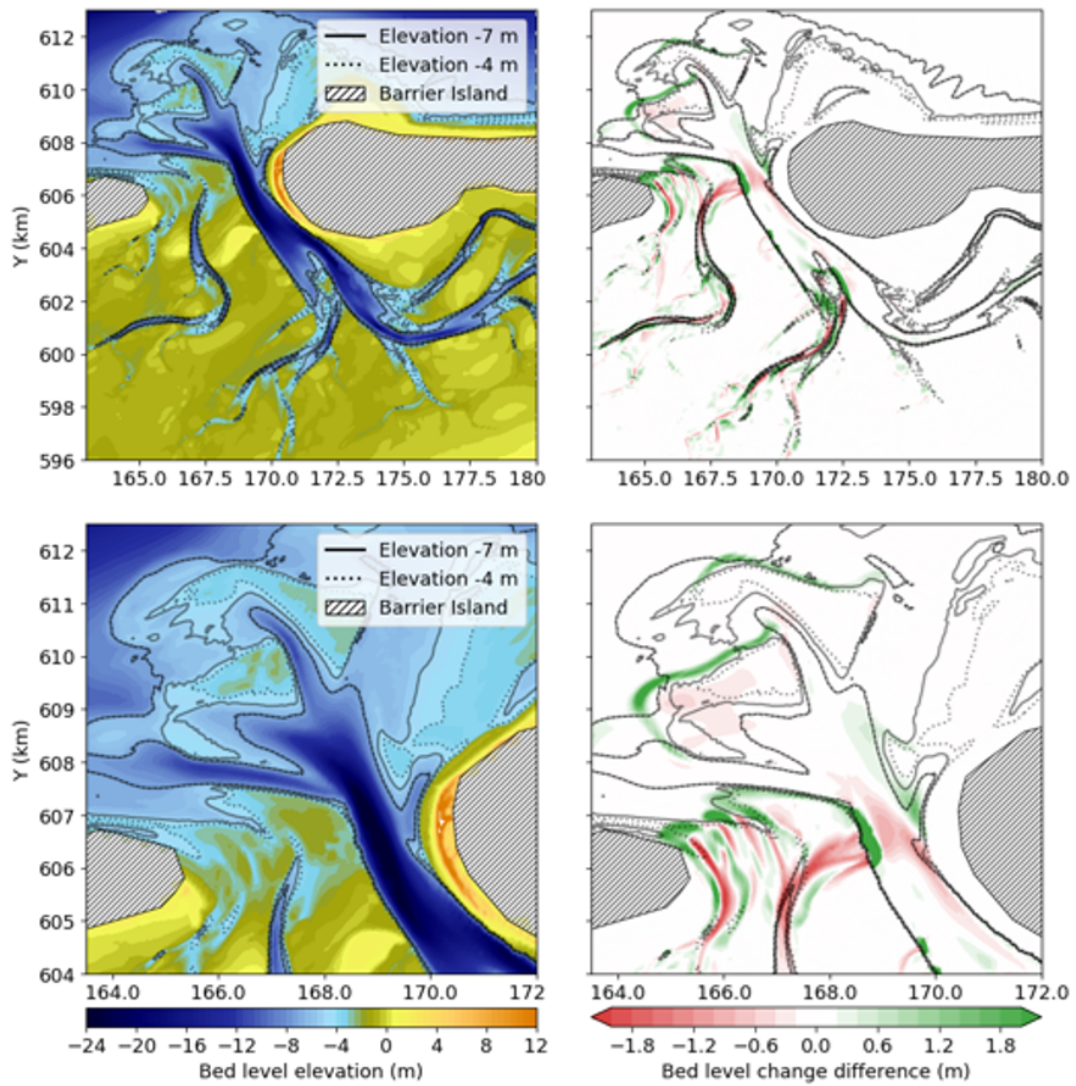 612
610
608
606
604
602
600
598
596
Y (km)
Elevation -7 m
Elevation -4 m
Barrier Island
165.0 167.5 170.0 172.5 175.0 177.5 180
165.0 167.5 170.0 172.5 175.0 177.5 180.0
612
611
610
609
608
607
606
605
604
Y (km)
Elevation -7 m
Elevation -4 m
Barrier Island
164.0 166.0 168.0 170.0 172
164.0 166.0 168.0 170.0 172.0
−24 −20 −16 −12 −8 −4 0 4 8 12
Bed level elevation (m)
−1.8 −1.2 −0.6 0.0 0.6 1.2 1.8
Bed level change difference (m)